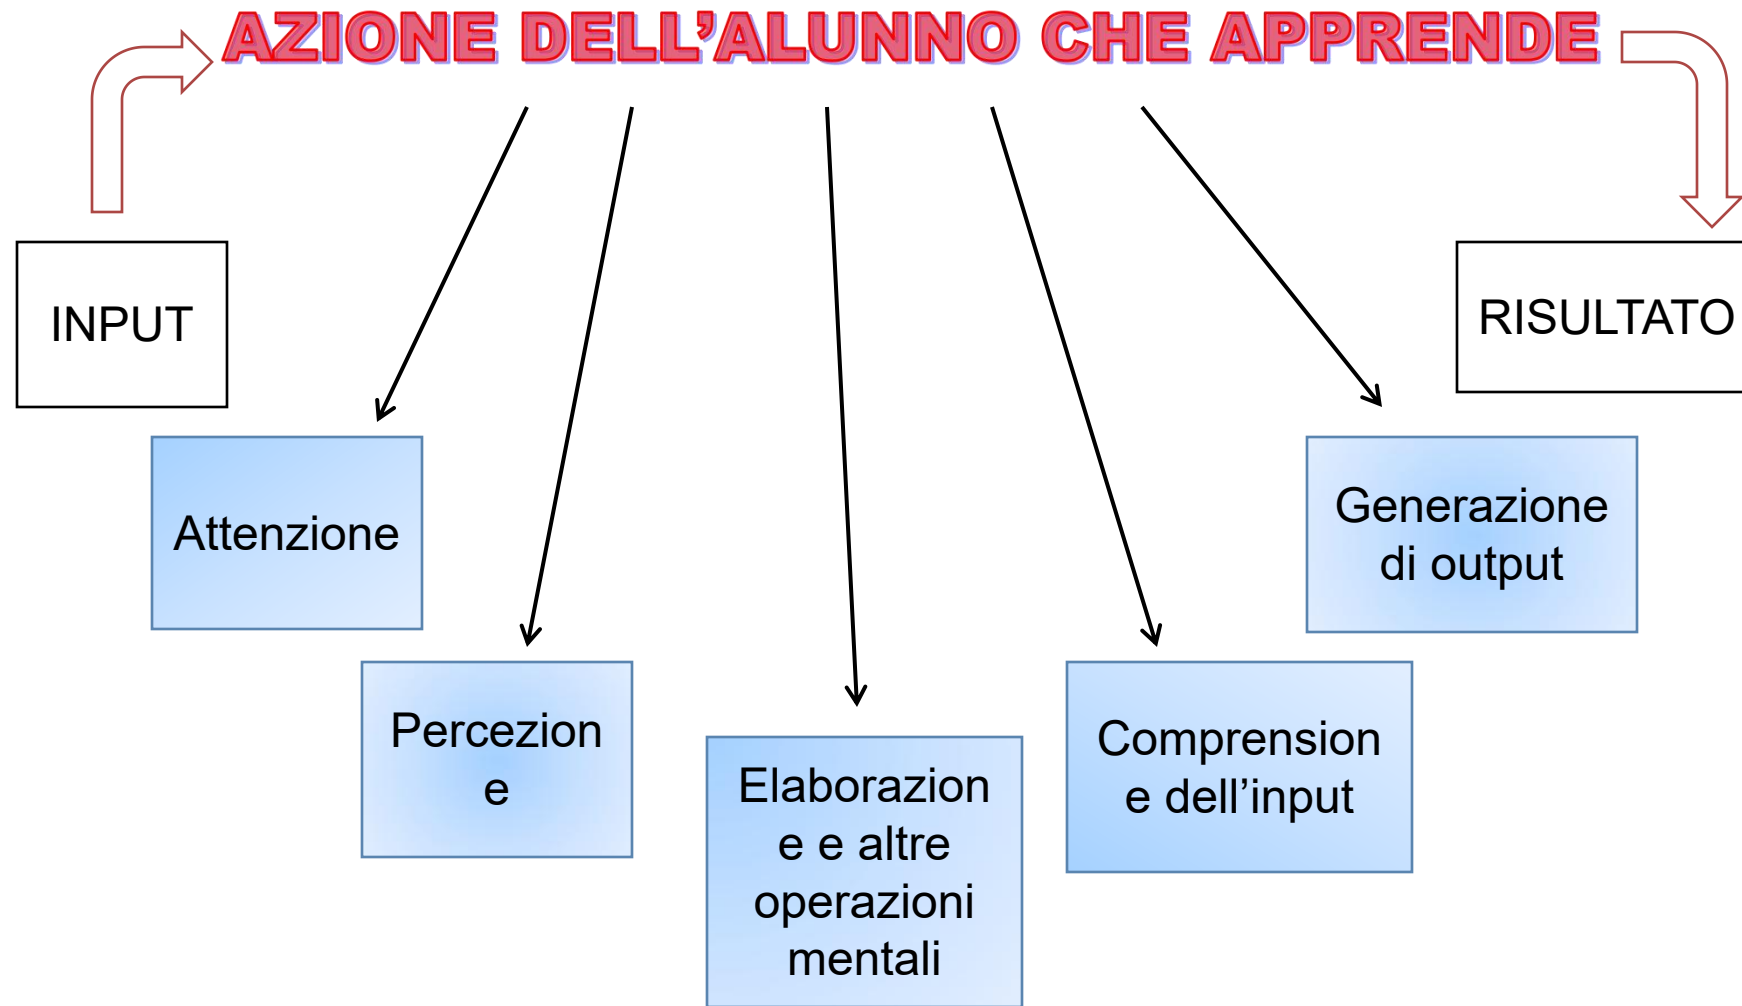 AZIONE DELL’ALUNNO CHE APPRENDE
INPUT
RISULTATO
Attenzione
Percezion
e
Elaborazion
e e altre
operazioni
mentali
Comprension
e dell’input
Generazione
di output